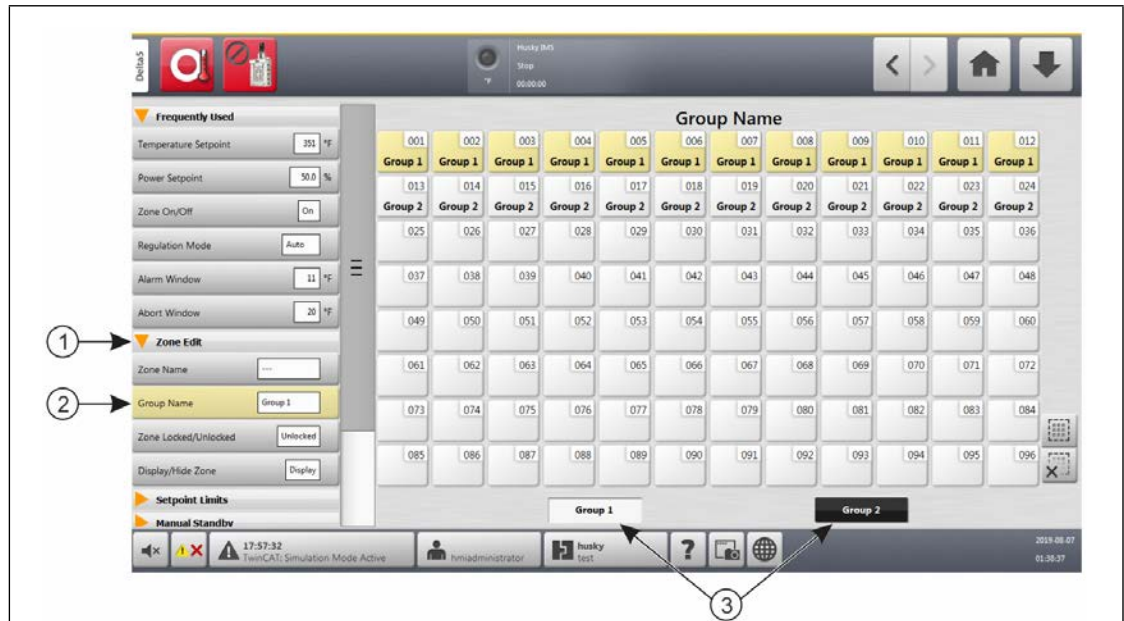 Delta5
Husky IMS
Stop
°F 00:00:00
Frequently Used
Temperature Setpoint 351 °F
Power Setpoint 50.0 %
Zone On/Off On
Regulation Mode Auto
Alarm Window 11 °F
Abort Window 20 °F
1
Zone Edit
Zone Name ---
2
Group Name Group 1
Zone Locked/Unlocked Unlocked
Display/Hide Zone Display
Setpoint Limits
Manual Standby
Group Name
001 002 003 004 005 006 007 008 009 010 011 012
Group 1 Group 1 Group 1 Group 1 Group 1 Group 1 Group 1 Group 1 Group 1 Group 1 Group 1 Group 1
013 014 015 016 017 018 019 020 021 022 023 024
Group 2 Group 2 Group 2 Group 2 Group 2 Group 2 Group 2 Group 2 Group 2 Group 2 Group 2 Group 2
025 026 027 028 029 030 031 032 033 034 035 036
037 038 039 040 041 042 043 044 045 046 047 048
049 050 051 052 053 054 055 056 057 058 059 060
061 062 063 064 065 066 067 068 069 070 071 072
073 074 075 076 077 078 079 080 081 082 083 084
085 086 087 088 089 090 091 092 093 094 095 096
Group 1 Group 2
17:57:32
TwinCAT: Simulation Mode Active
hmiadministrator
husky
test
?
2019-08-07
01:36:37
3